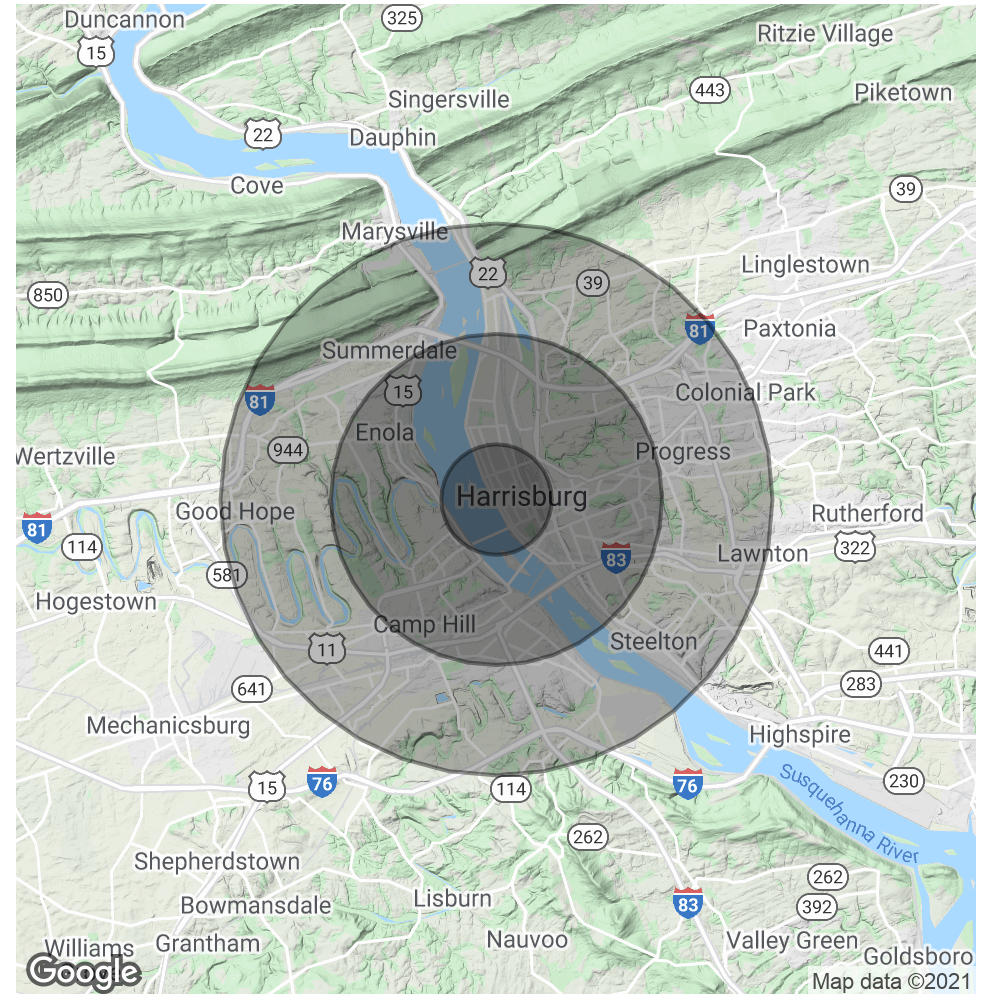 Duncannon
325
15
Ritzie Village
443
Piketown
Singersville
22
Dauphin
Cove
39
Marysville
22
39
Linglestown
850
81
Paxtonia
Summerdale
15
81
Colonial Park
Enola
944
Progress
Wertzville
Harrisburg
Good Hope
Rutherford
81
114
322
83
Lawnton
581
Hogestown
Camp Hill
Steelton
11
441
641
283
Mechanicsburg
Highspire
15
76
114
76
230
Susquehanna River
262
Shepherdstown
262
Lisburn
83
392
Bowmansdale
Williams
Grantham
Nauvoo
Valley Green
Goldsboro
Google
Map data ©2021